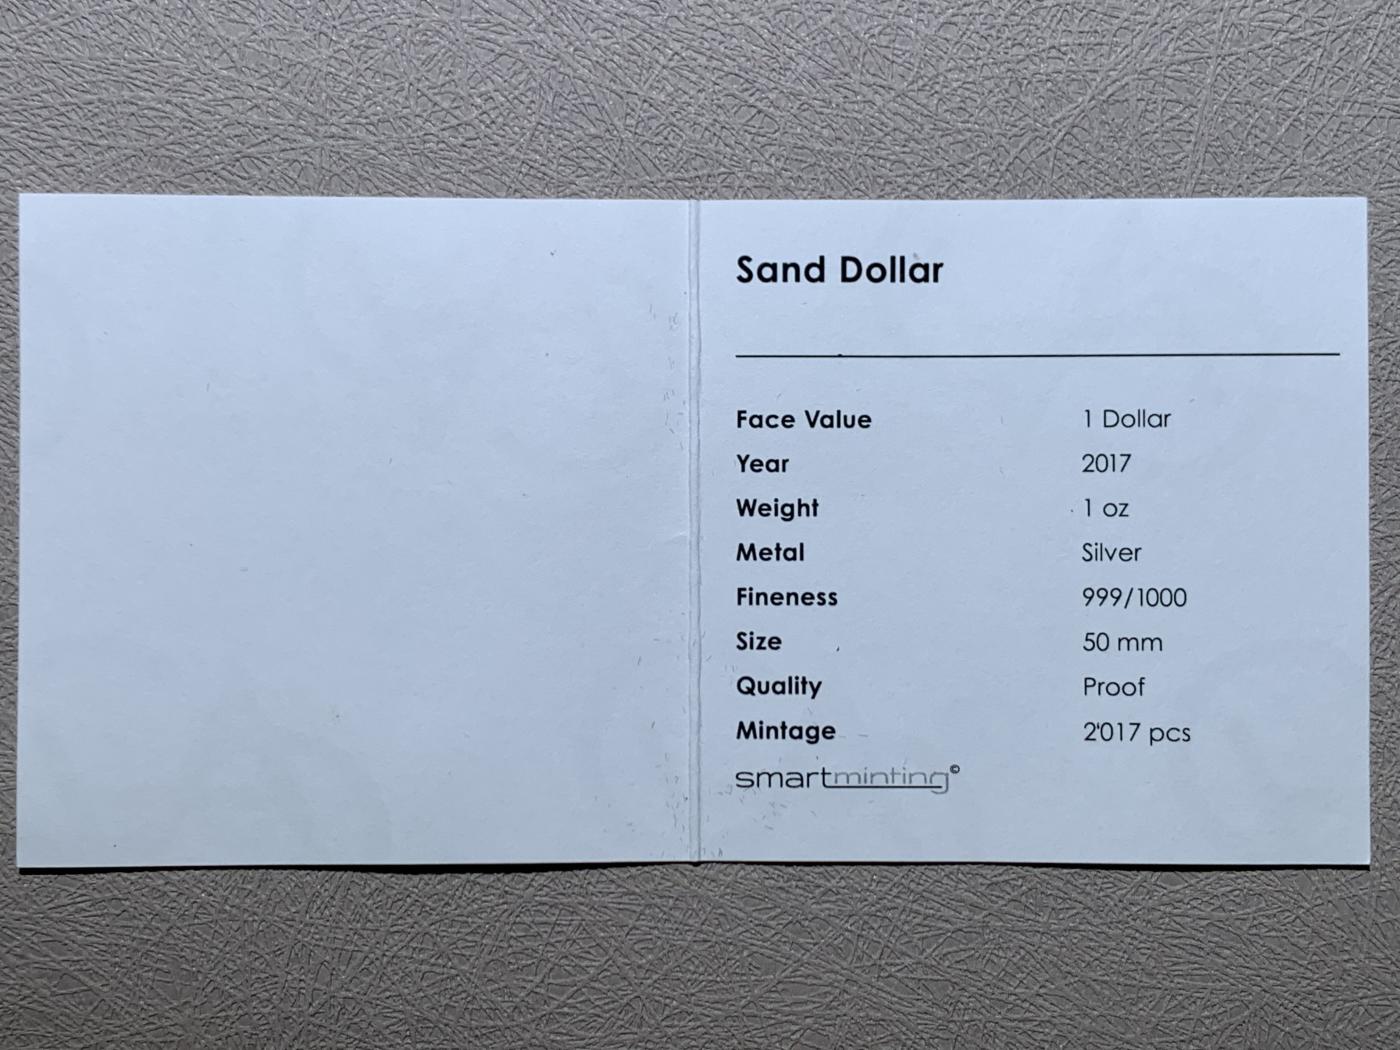 Sand Dollar
Face Value 1 Dollar
Year 2017
Weight 1 oz
Metal Silver
Fineness 999/1000
Size 50 mm
Quality Proof
Mintage 2'017 pcs
smartminting©